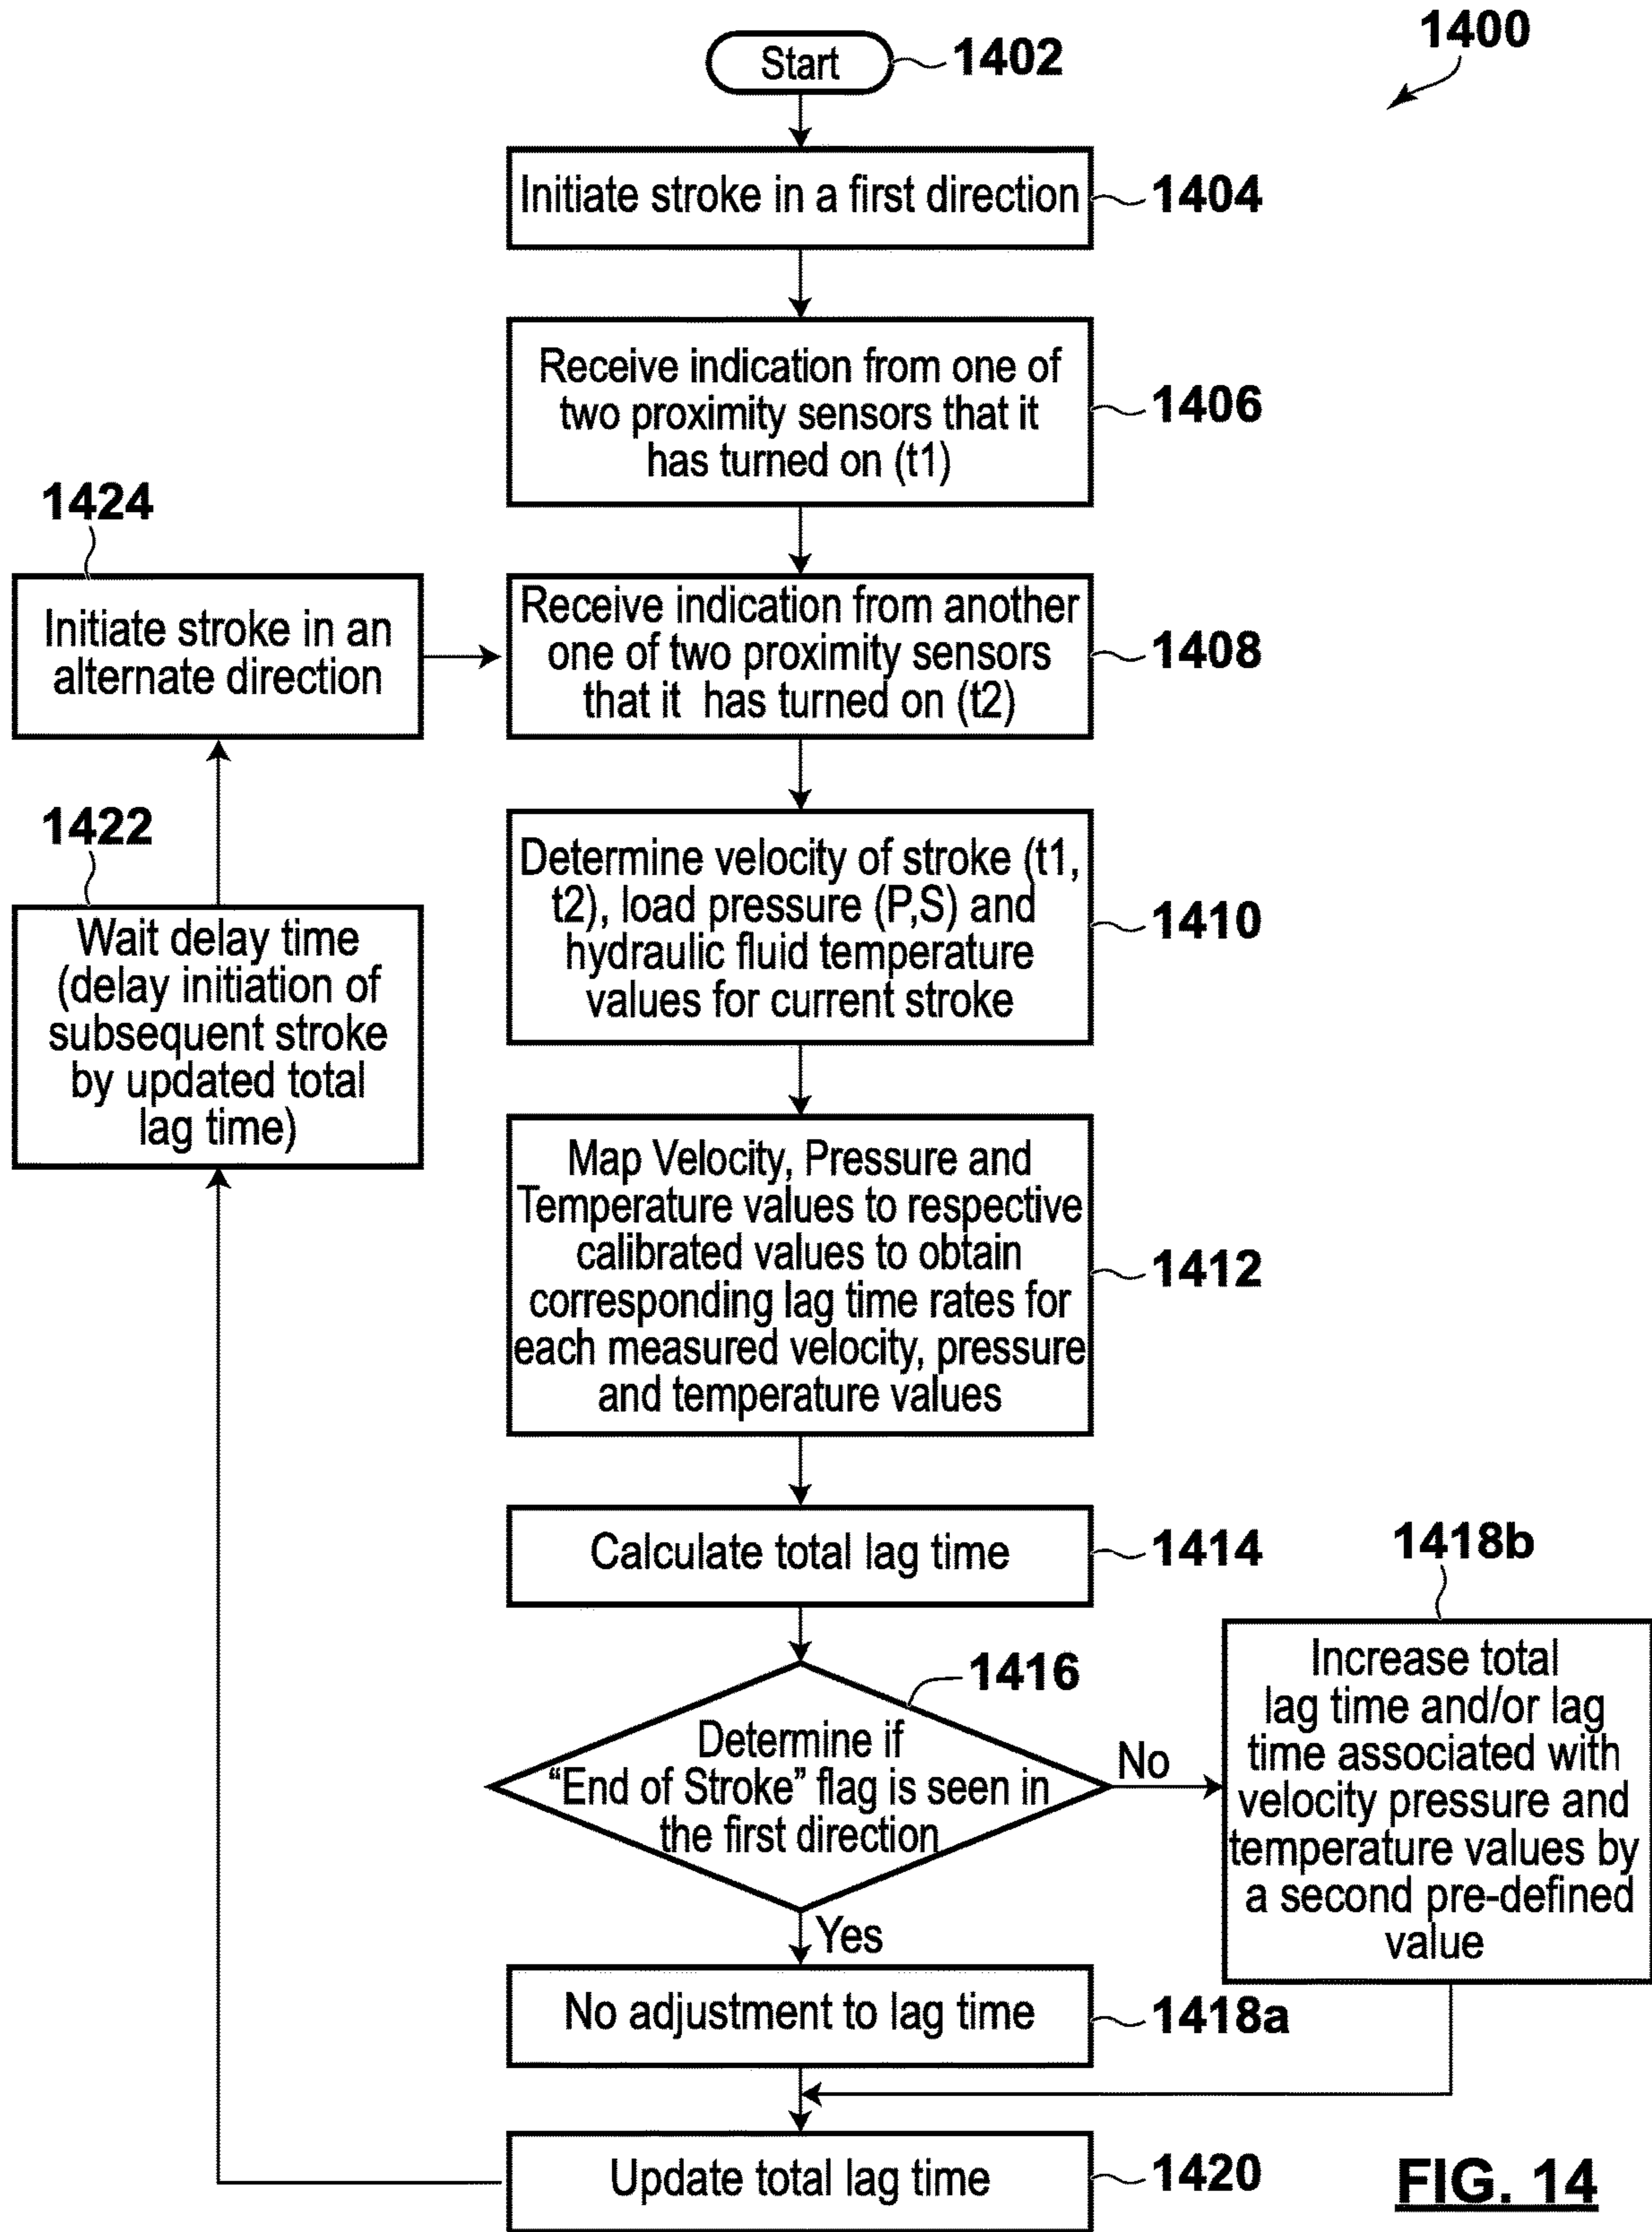 1400
Start
1402
Initiate stroke in a first direction
1404
Receive indication from one of
two proximity sensors that it
has turned on (t1)
1406
1424
Initiate stroke in an
alternate direction
Receive indication from another
one of two proximity sensors
that it has turned on (t2)
1408
1422
Wait delay time
(delay initiation of
subsequent stroke
by updated total
lag time)
Determine velocity of stroke (t1,
t2), load pressure (P,S) and
hydraulic fluid temperature
values for current stroke
1410
Map Velocity, Pressure and
Temperature values to respective
calibrated values to obtain
corresponding lag time rates for
each measured velocity, pressure
and temperature values
1412
Calculate total lag time
1414
1416
Determine if
“End of Stroke” flag is seen in
the first direction
No
1418b
Increase total
lag time and/or lag
time associated with
velocity pressure and
temperature values by
a second pre-defined
value
Yes
No adjustment to lag time
1418a
Update total lag time
1420
FIG. 14